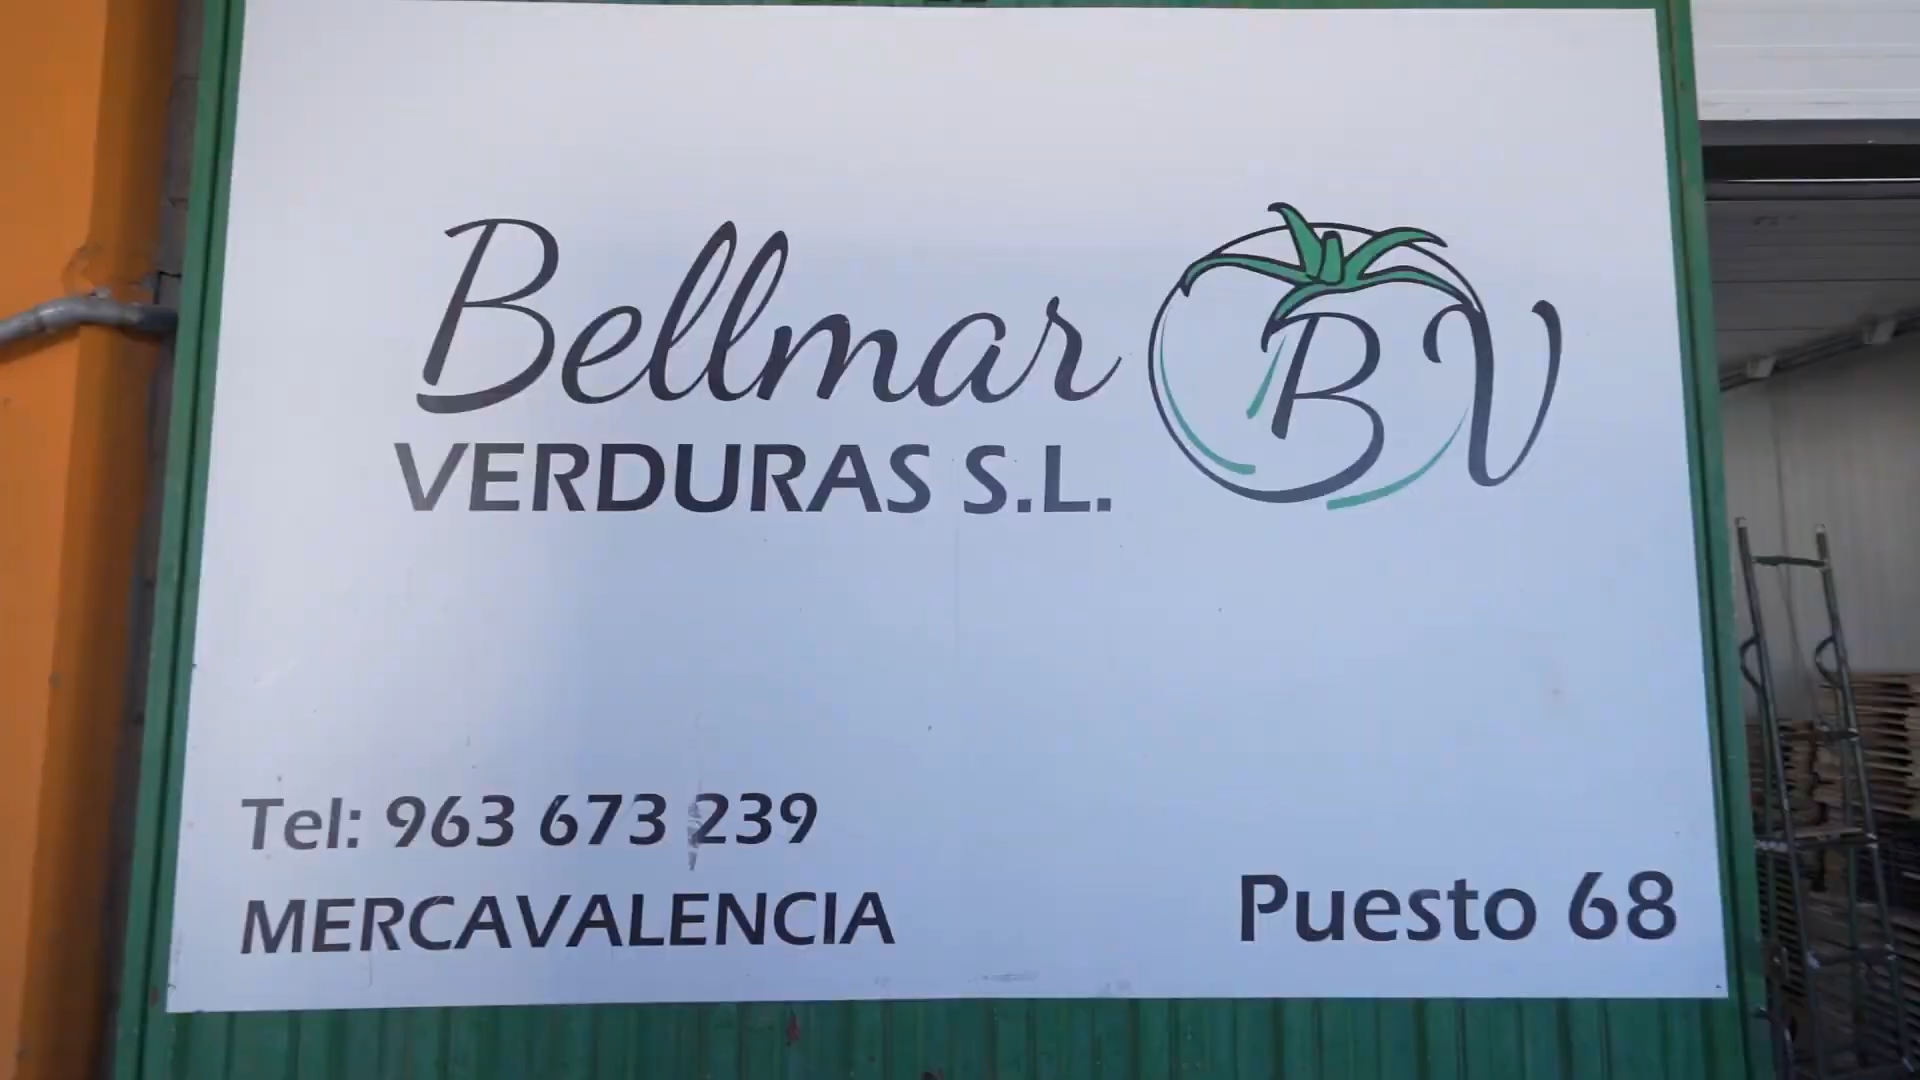 Bellmar
VERDURAS S.L.
BV
Tel: 963 673 239
MERCAVALENCIA
Puesto 68